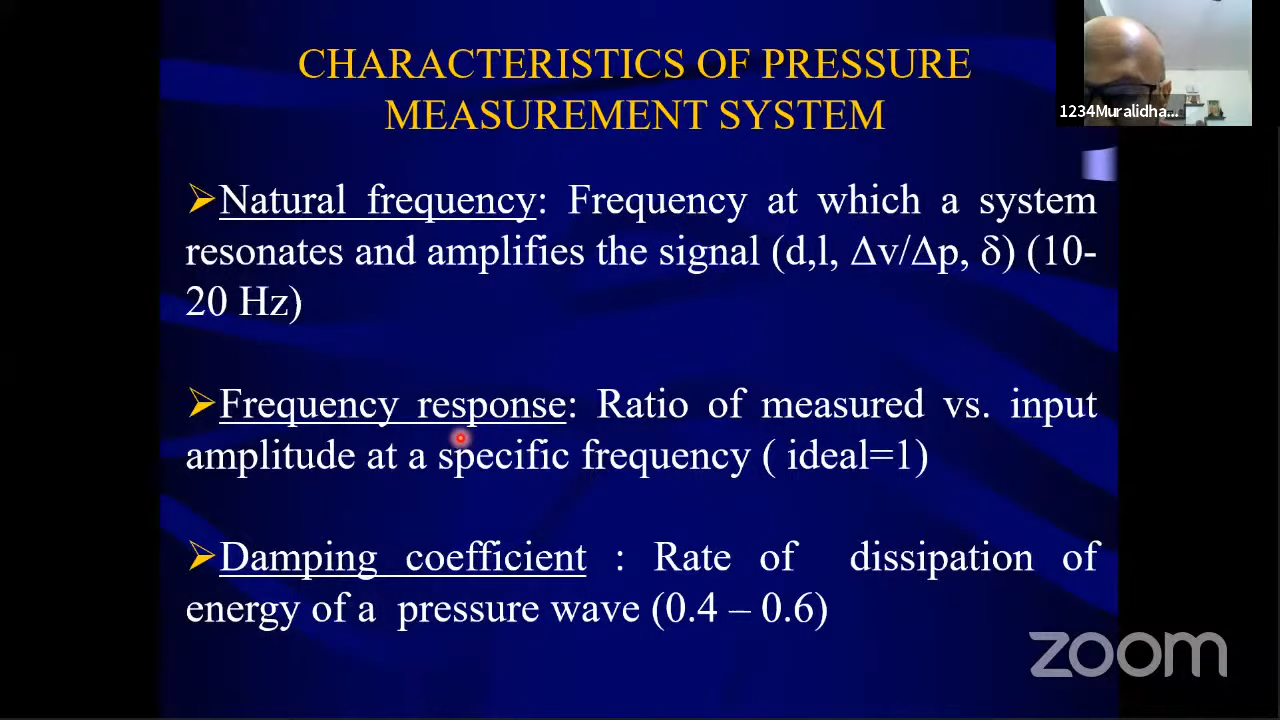 CHARACTERISTICS OF PRESSURE
MEASUREMENT SYSTEM
1234Muralidha...
➢Natural frequency: Frequency at which a system
resonates and amplifies the signal (d,l, Δv/Δp, δ) (10-
20 Hz)
➢Frequency response: Ratio of measured vs. input
amplitude at a specific frequency ( ideal=1)
➢Damping coefficient : Rate of dissipation of
energy of a pressure wave (0.4 – 0.6)
zoom